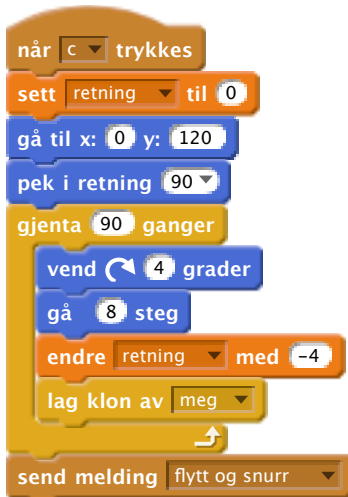 når c trykkes
sett retning til 0
gå til x: 0 y: 120
pek i retning 90
gjenta 90 ganger
vend 4 grader
gå 8 steg
endre retning med -4
lag klon av meg
send melding flytt og snurr